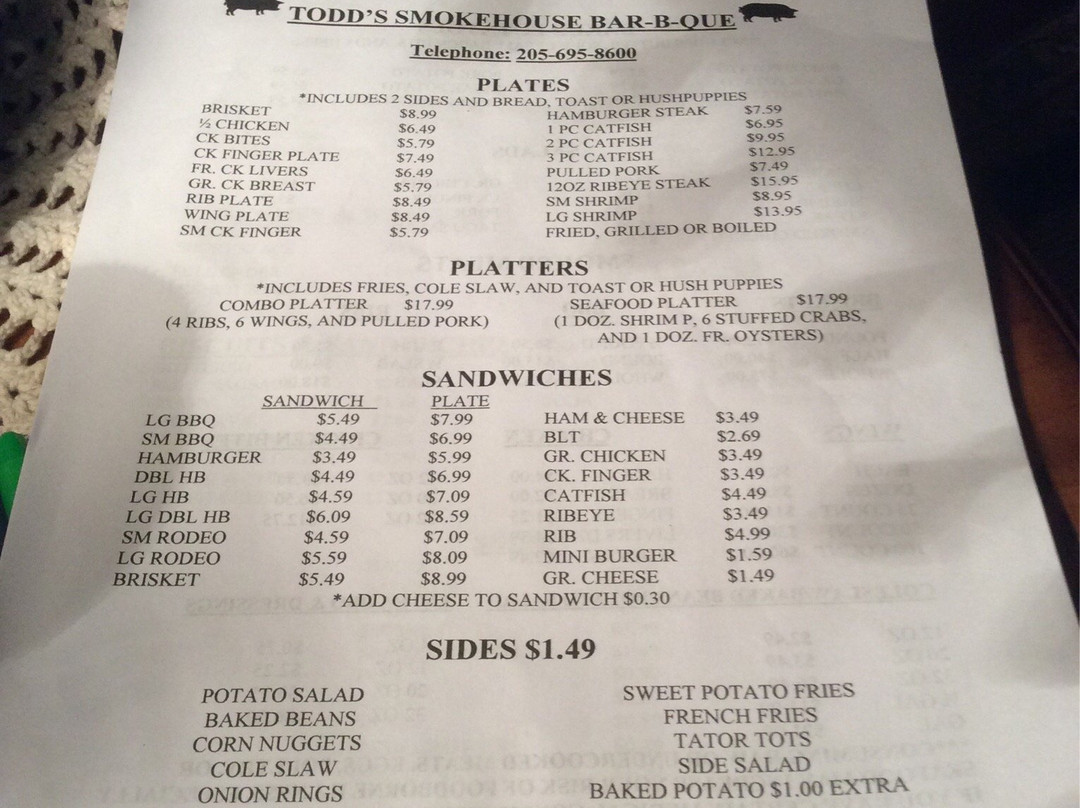 TODD'S SMOKEHOUSE BAR-B-QUE
Telephone: 205-695-8600
PLATES
*INCLUDES 2 SIDES AND BREAD, TOAST OR HUSHPUPPIES
BRISKET $8.99 HAMBURGER STEAK $7.59
½ CHICKEN $6.49 1 PC CATFISH $6.95
CK BITES $5.79 2 PC CATFISH $9.95
CK FINGER PLATE $7.49 3 PC CATFISH $12.95
FR. CK LIVERS $6.49 PULLED PORK $7.49
GR. CK BREAST $5.79 12OZ RIBEYE STEAK $15.95
RIB PLATE $8.49 SM SHRIMP $8.95
WING PLATE $8.49 LG SHRIMP $13.95
SM CK FINGER $5.79 FRIED, GRILLED OR BOILED
PLATTERS
*INCLUDES FRIES, COLE SLAW, AND TOAST OR HUSH PUPPIES
COMBO PLATTER $17.99 SEAFOOD PLATTER $17.99
(4 RIBS, 6 WINGS, AND PULLED PORK) (1 DOZ. SHRIM P, 6 STUFFED CRABS,
AND 1 DOZ. FR. OYSTERS)
SANDWICHES
SANDWICH PLATE
LG BBQ $5.49 $7.99 HAM & CHEESE $3.49
SM BBQ $4.49 $6.99 BLT $2.69
HAMBURGER $3.49 $5.99 GR. CHICKEN $3.49
DBL HB $4.49 $6.99 CK. FINGER $3.49
LG HB $4.59 $7.09 CATFISH $4.49
LG DBL HB $6.09 $8.59 RIBEYE $3.49
SM RODEO $4.59 $7.09 RIB $4.99
LG RODEO $5.59 $8.09 MINI BURGER $1.59
BRISKET $5.49 $8.99 GR. CHEESE $1.49
*ADD CHEESE TO SANDWICH $0.30
SIDES $1.49
POTATO SALAD SWEET POTATO FRIES
BAKED BEANS FRENCH FRIES
CORN NUGGETS TATOR TOTS
COLE SLAW SIDE SALAD
ONION RINGS BAKED POTATO $1.00 EXTRA